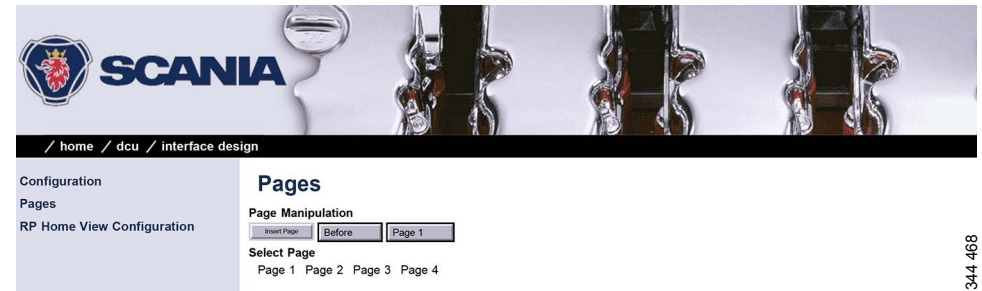 SCANIA
/ home / dcu / interface design
Configuration
Pages
RP Home View Configuration
Pages
Page Manipulation
Insert Page Before Page 1
Select Page
Page 1 Page 2 Page 3 Page 4
344 468